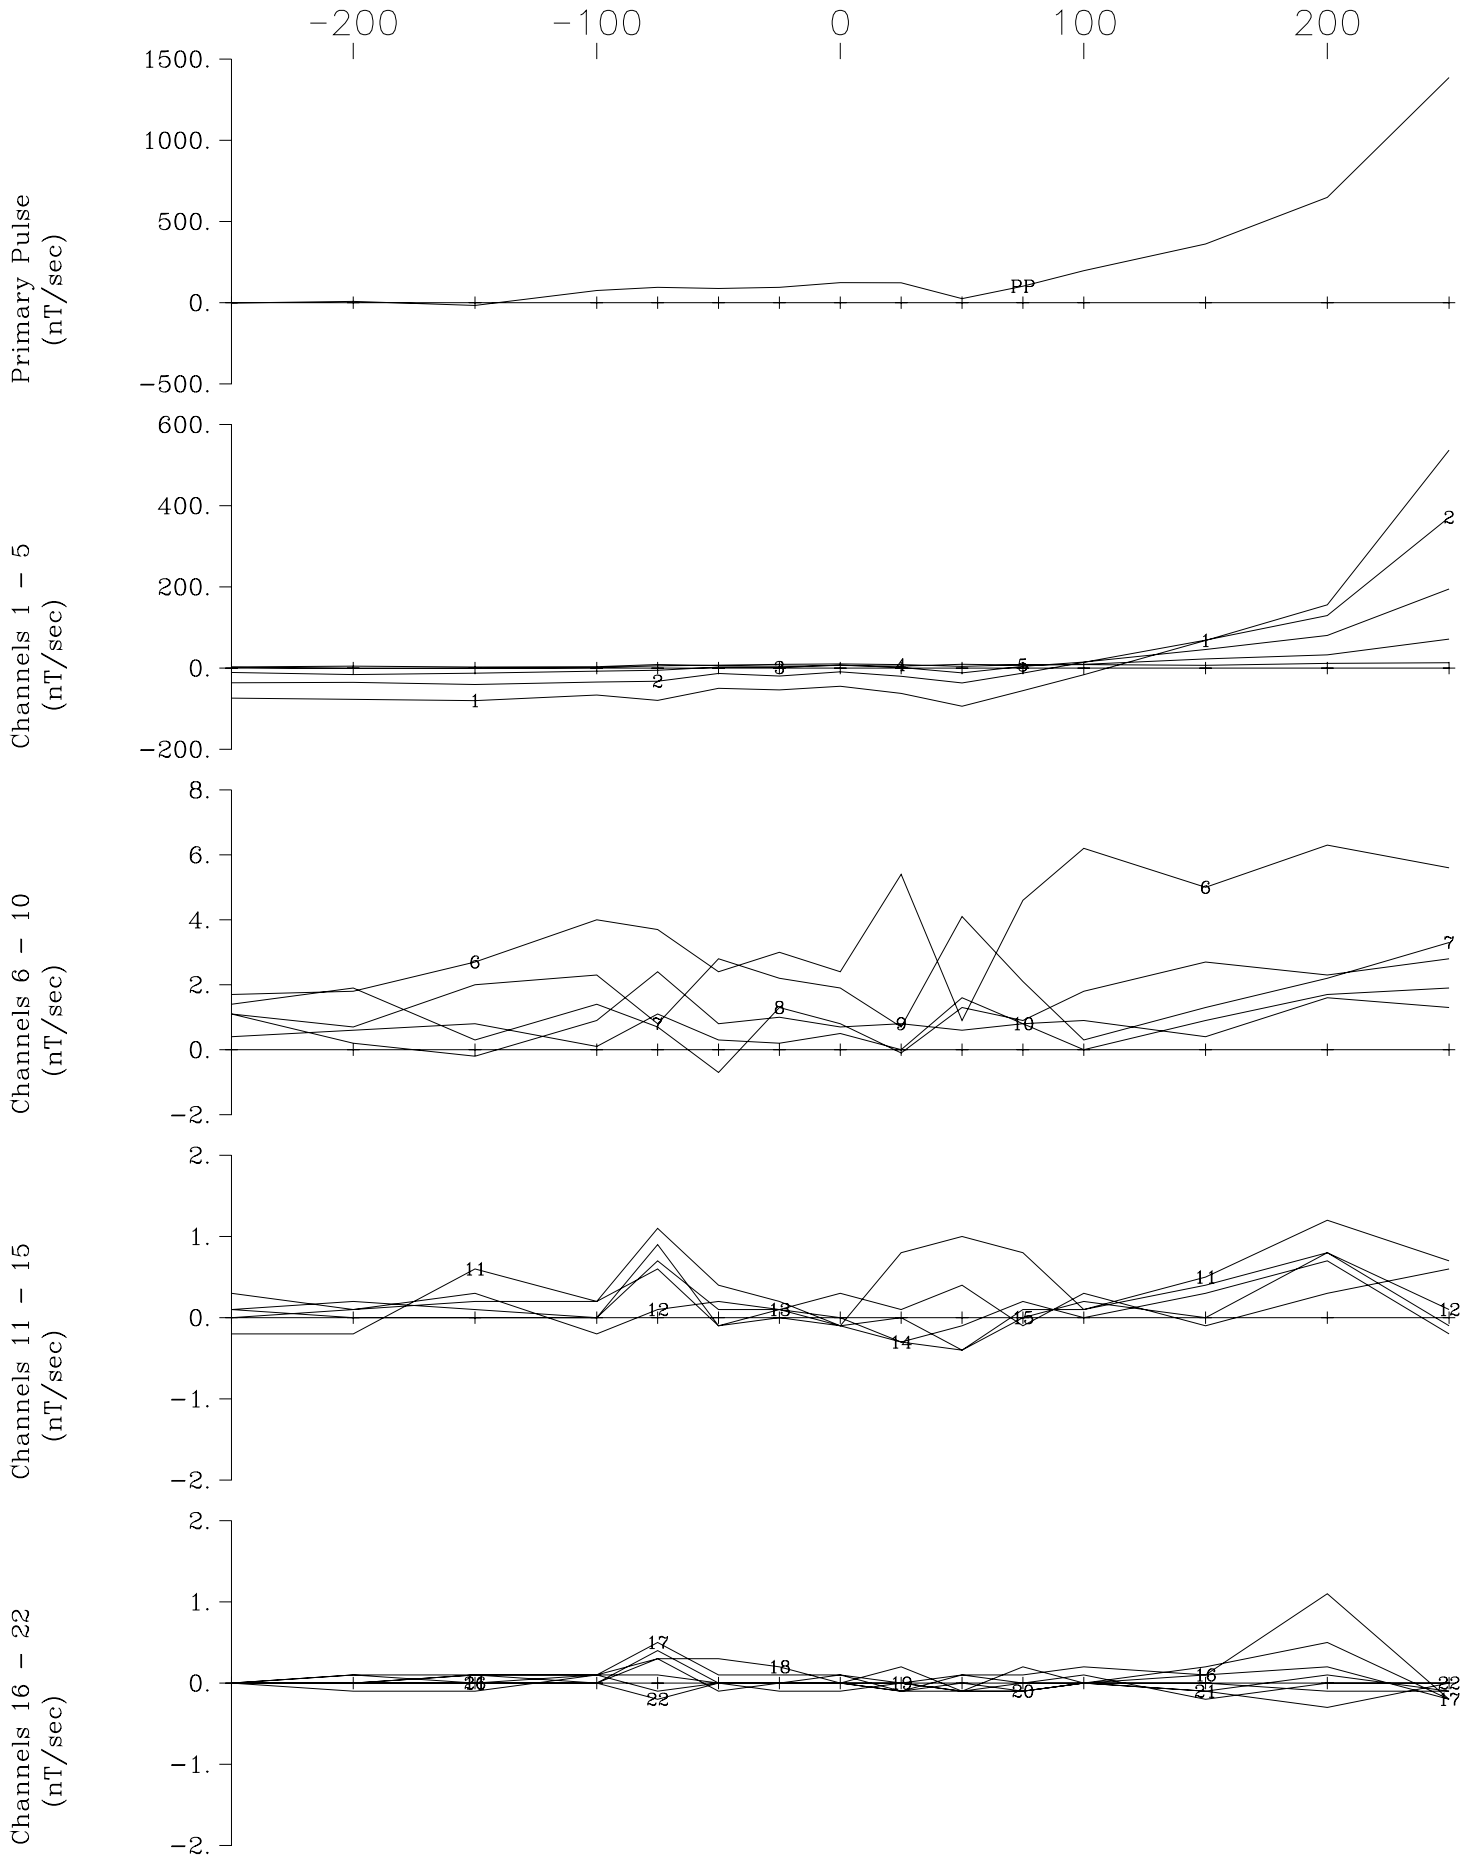 -200 -100 0 100 200
1500.
1000.
500.
0.
-500.
Primary Pulse
(nT/sec)
PP
600.
400.
200.
0.
-200.
Channels 1 - 5
(nT/sec)
1 2 3 4 5 1 2
8.
6.
4.
2.
0.
-2.
Channels 6 - 10
(nT/sec)
6 7 8 9 10 6 7
2.
1.
0.
-1.
-2.
Channels 11 - 15
(nT/sec)
11 12 13 14 15 11 12
2.
1.
0.
-1.
-2.
Channels 16 - 22
(nT/sec)
17 22 18 19 20 16 21 22 17